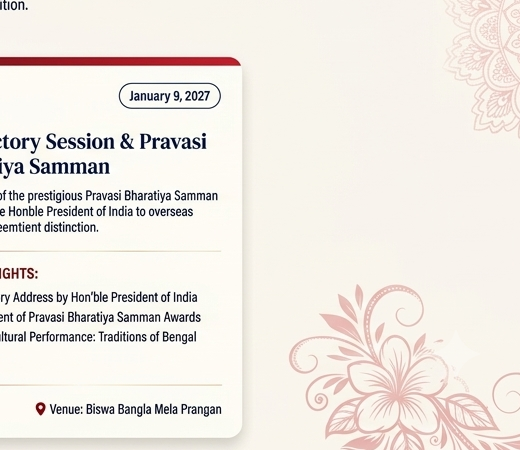 ition.
January 9, 2027
ctory Session & Pravasi
iya Samman
of the prestigious Pravasi Bharatiya Samman
e Honble President of India to overseas
eemtient distinction.
IGHTS:
ry Address by Hon'ble President of India
ent of Pravasi Bharatiya Samman Awards
ltural Performance: Traditions of Bengal
Venue: Biswa Bangla Mela Prangan